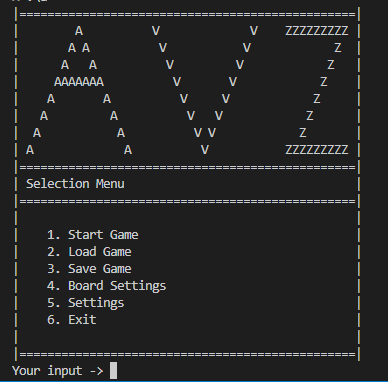 |================================================|
|        A          V             V    ZZZZZZZZZ |
|       A A          V           V            Z  |
|      A   A          V         V            Z   |
|     AAAAAAA          V       V            Z    |
|    A       A          V     V            Z     |
|   A         A          V   V            Z      |
|  A           A          V V            Z       |
| A             A          V           ZZZZZZZZZ |
|================================================|
| Selection Menu                                 |
|================================================|
|                                                |
|    1. Start Game                               |
|    2. Load Game                                |
|    3. Save Game                                |
|    4. Board Settings                           |
|    5. Settings                                 |
|    6. Exit                                     |
|                                                |
|================================================|
Your input ->